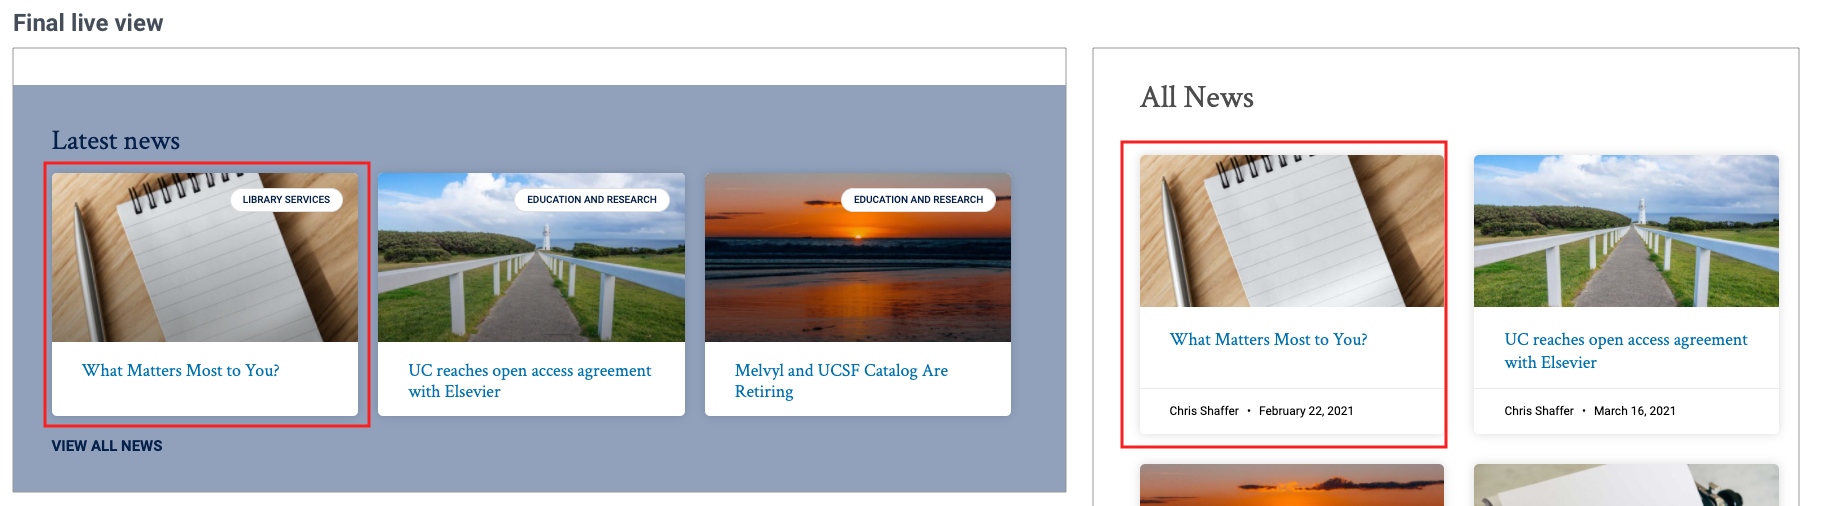 Final live view
Latest news
LIBRARY SERVICES
What Matters Most to You?
EDUCATION AND RESEARCH
UC reaches open access agreement
with Elsevier
EDUCATION AND RESEARCH
Melvyl and UCSF Catalog Are
Retiring
VIEW ALL NEWS
All News
What Matters Most to You?
Chris Shaffer • February 22, 2021
UC reaches open access agreement
with Elsevier
Chris Shaffer • March 16, 2021